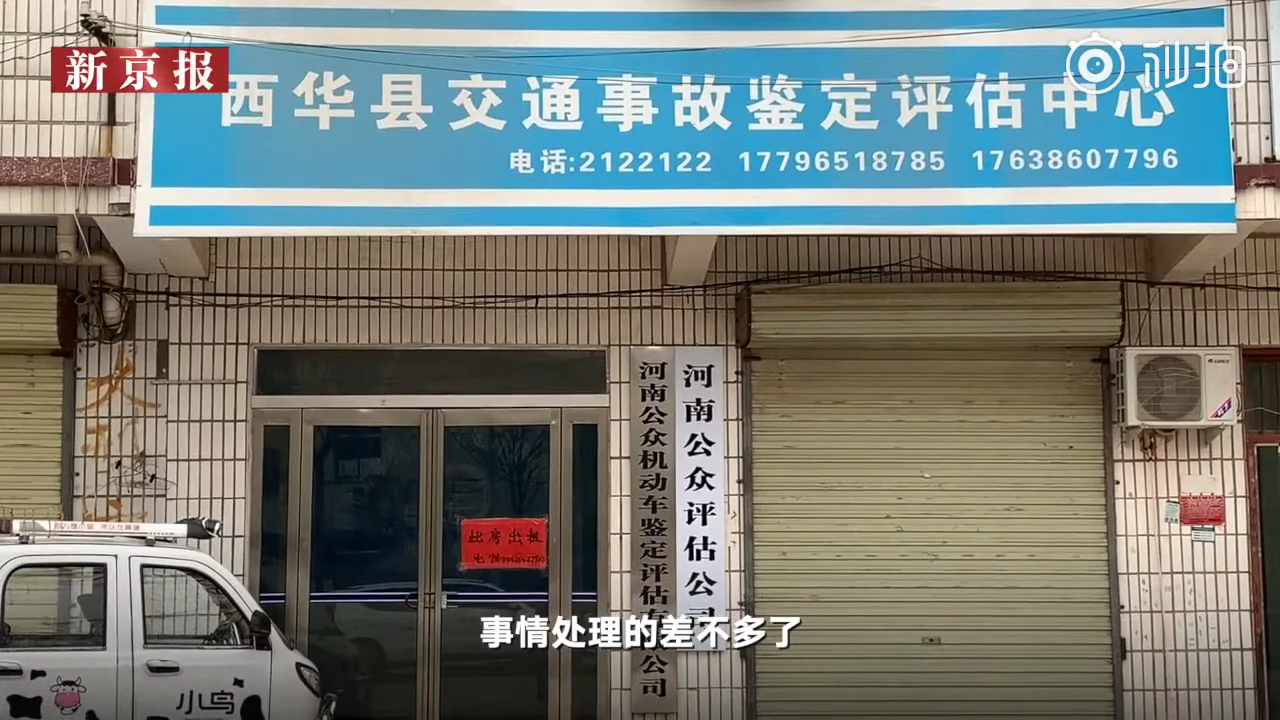 新京报
秒拍
西华县交通事故鉴定评估中心
电话:2122122 17796518785 17638607796
河南公众机动车鉴定评估有限公司
河南公众评估公司
此房出租
小鸟
事情处理的差不多了